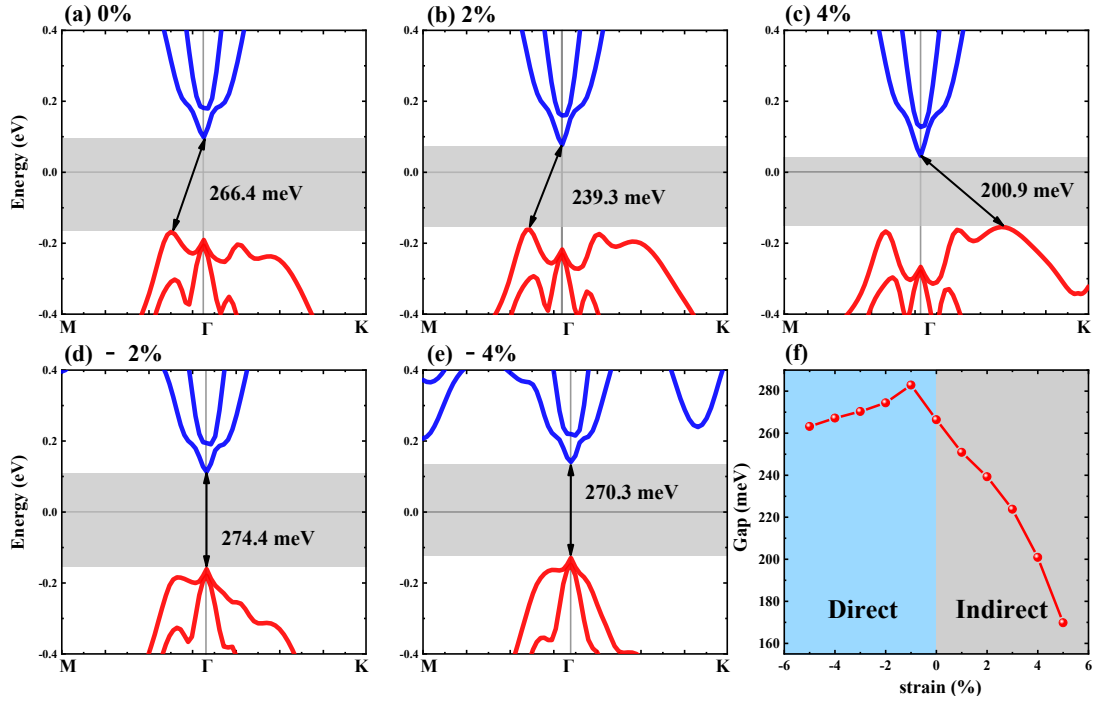 (a) 0%
(b) 2%
(c) 4%
Energy (eV)
0.4
0.2
0.0
-0.2
-0.4
266.4 meV
M
Γ
K
0.4
0.2
0.0
-0.2
-0.4
239.3 meV
M
Γ
K
0.4
0.2
0.0
-0.2
-0.4
200.9 meV
M
Γ
K
(d) - 2%
(e) - 4%
(f)
Energy (eV)
0.4
0.2
0.0
-0.2
-0.4
274.4 meV
M
Γ
K
0.4
0.2
0.0
-0.2
-0.4
270.3 meV
M
Γ
K
Gap (meV)
280
260
240
220
200
180
160
Direct
Indirect
-6 -4 -2 0 2 4 6
strain (%)